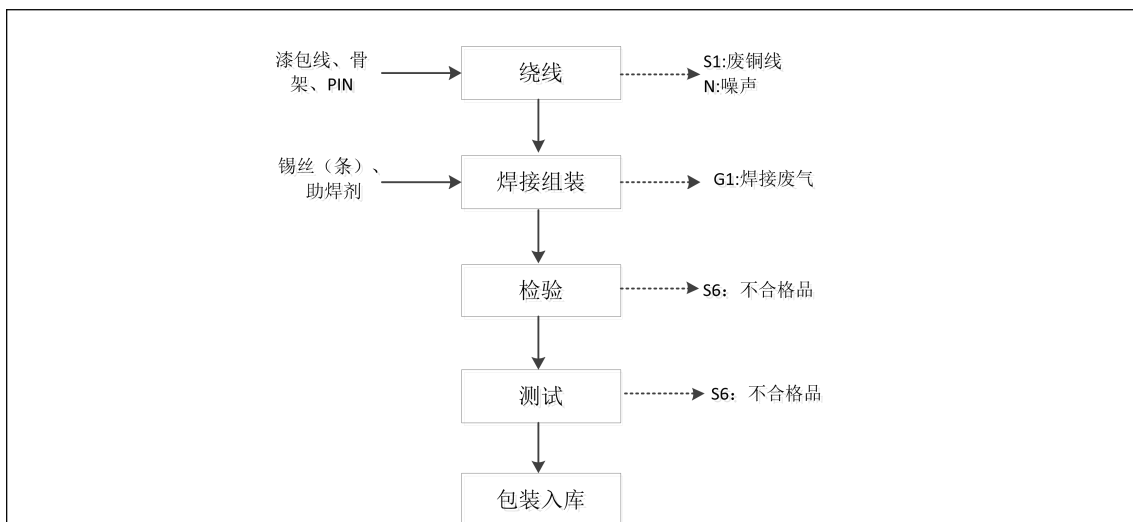 漆包线、骨
架、PIN
绕线
S1:废铜线
N:噪声
锡丝（条）、
助焊剂
焊接组装
G1:焊接废气
检验
S6：不合格品
测试
S6：不合格品
包装入库